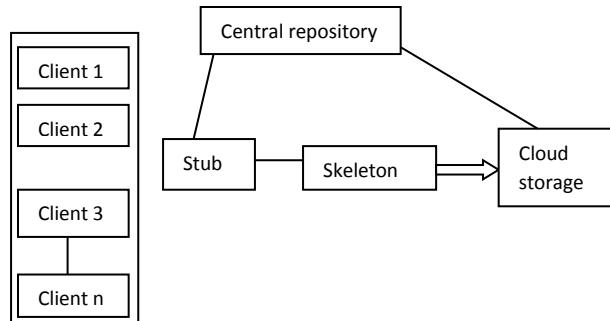 Central repository
Client 1
Client 2
Stub
Skeleton
Cloud
storage
Client 3
Client n